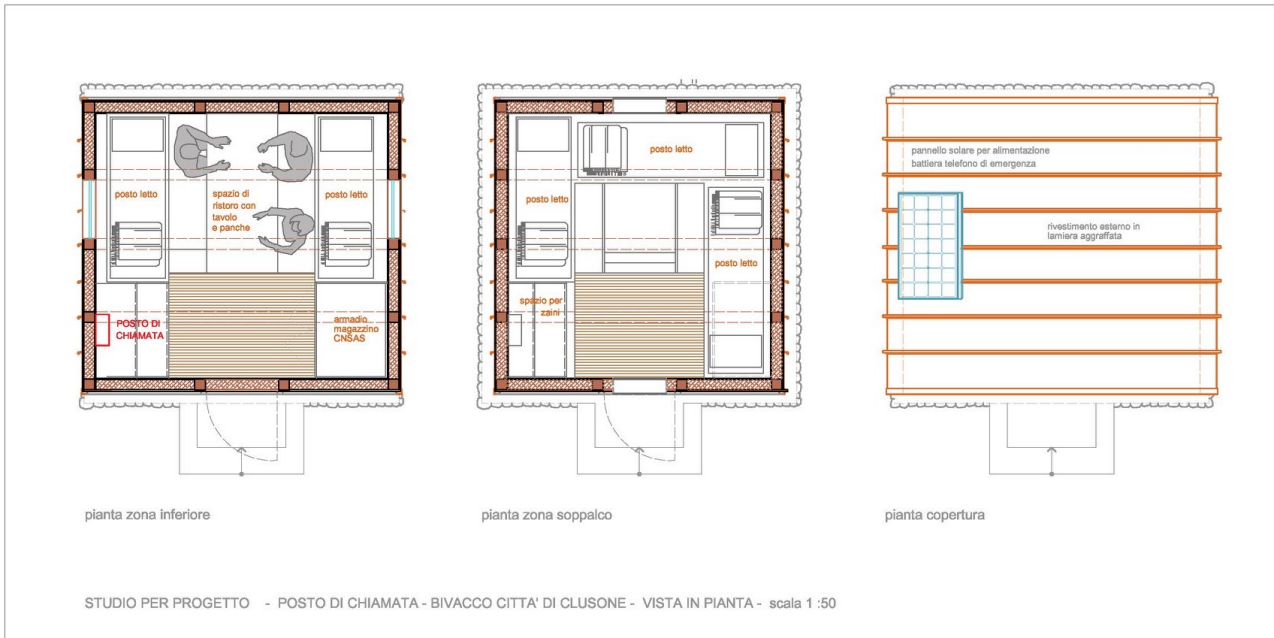 posto letto
spazio di
ristoro con
tavolo
e panche
posto letto
POSTO DI
CHIAMATA
armadio
magazzino
CNSAS
pianta zona inferiore
posto letto
posto letto
posto letto
spazio per
zaini
pianta zona soppalco
pannello solare per alimentazione
battiera telefono di emergenza
rivestimento esterno in
lamiera aggraffata
pianta copertura
STUDIO PER PROGETTO - POSTO DI CHIAMATA - BIVACCO CITTA' DI CLUSONE - VISTA IN PIANTA - scala 1 :50